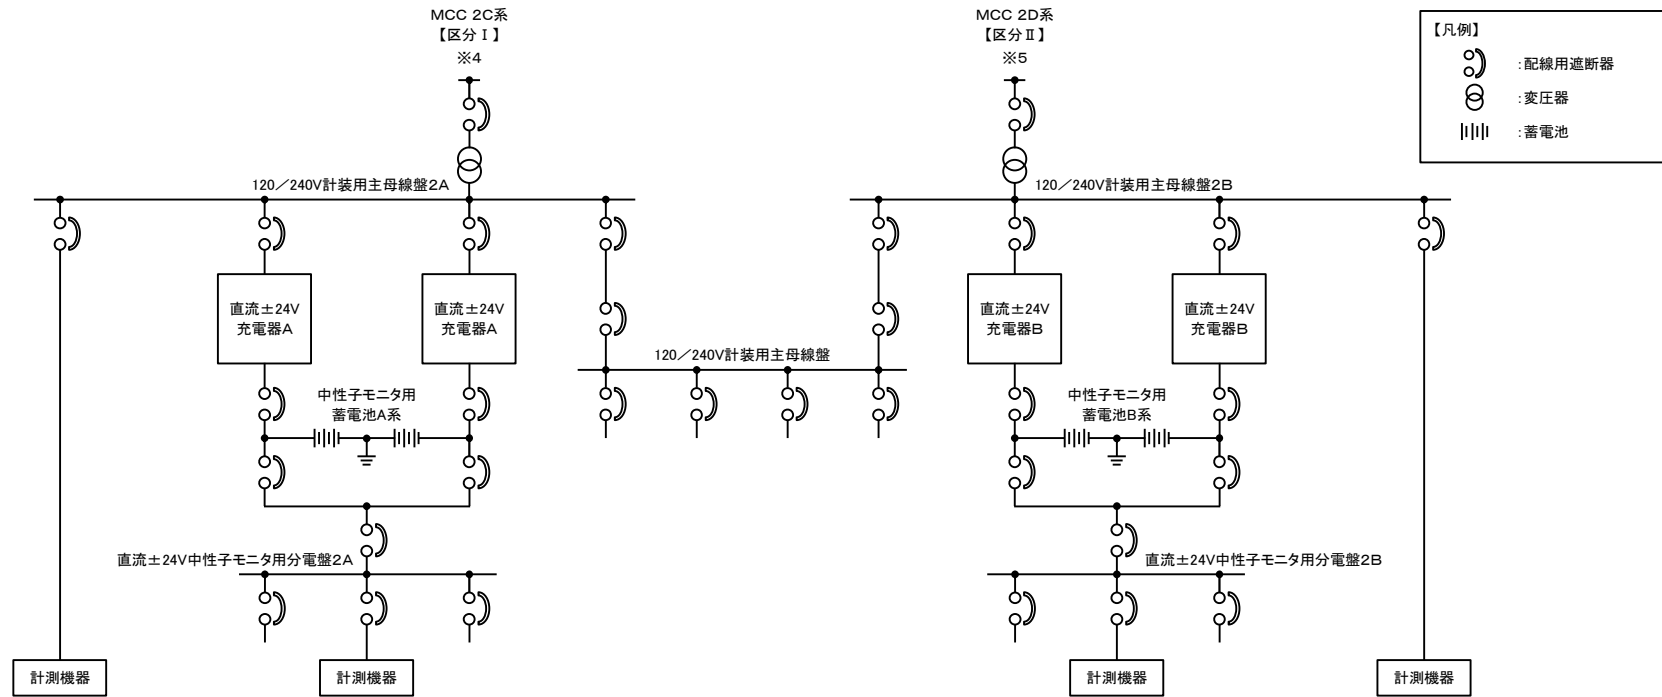 MCC 2C系
【区分Ⅰ】
※4
MCC 2D系
【区分Ⅱ】
※5
【凡例】
:配線用遮断器
:変圧器
:蓄電池
120／240V計装用主母線盤2A
120／240V計装用主母線盤2B
直流±24V
充電器A
直流±24V
充電器A
直流±24V
充電器B
直流±24V
充電器B
120／240V計装用主母線盤
中性子モニタ用
蓄電池A系
中性子モニタ用
蓄電池B系
直流±24V中性子モニタ用分電盤2A
直流±24V中性子モニタ用分電盤2B
計測機器
計測機器
計測機器
計測機器